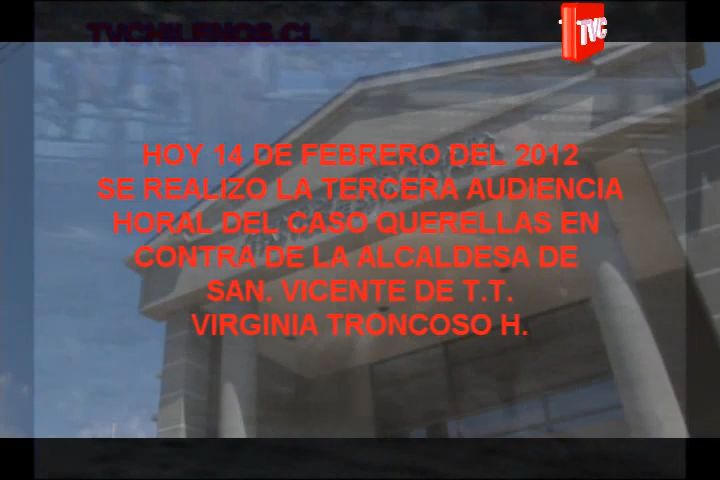 TVCHILENOS.CL
TVC
HOY 14 DE FEBRERO DEL 2012
SE REALIZO LA TERCERA AUDIENCIA
HORAL DEL CASO QUERELLAS EN
CONTRA DE LA ALCALDESA DE
SAN. VICENTE DE T.T.
VIRGINIA TRONCOSO H.